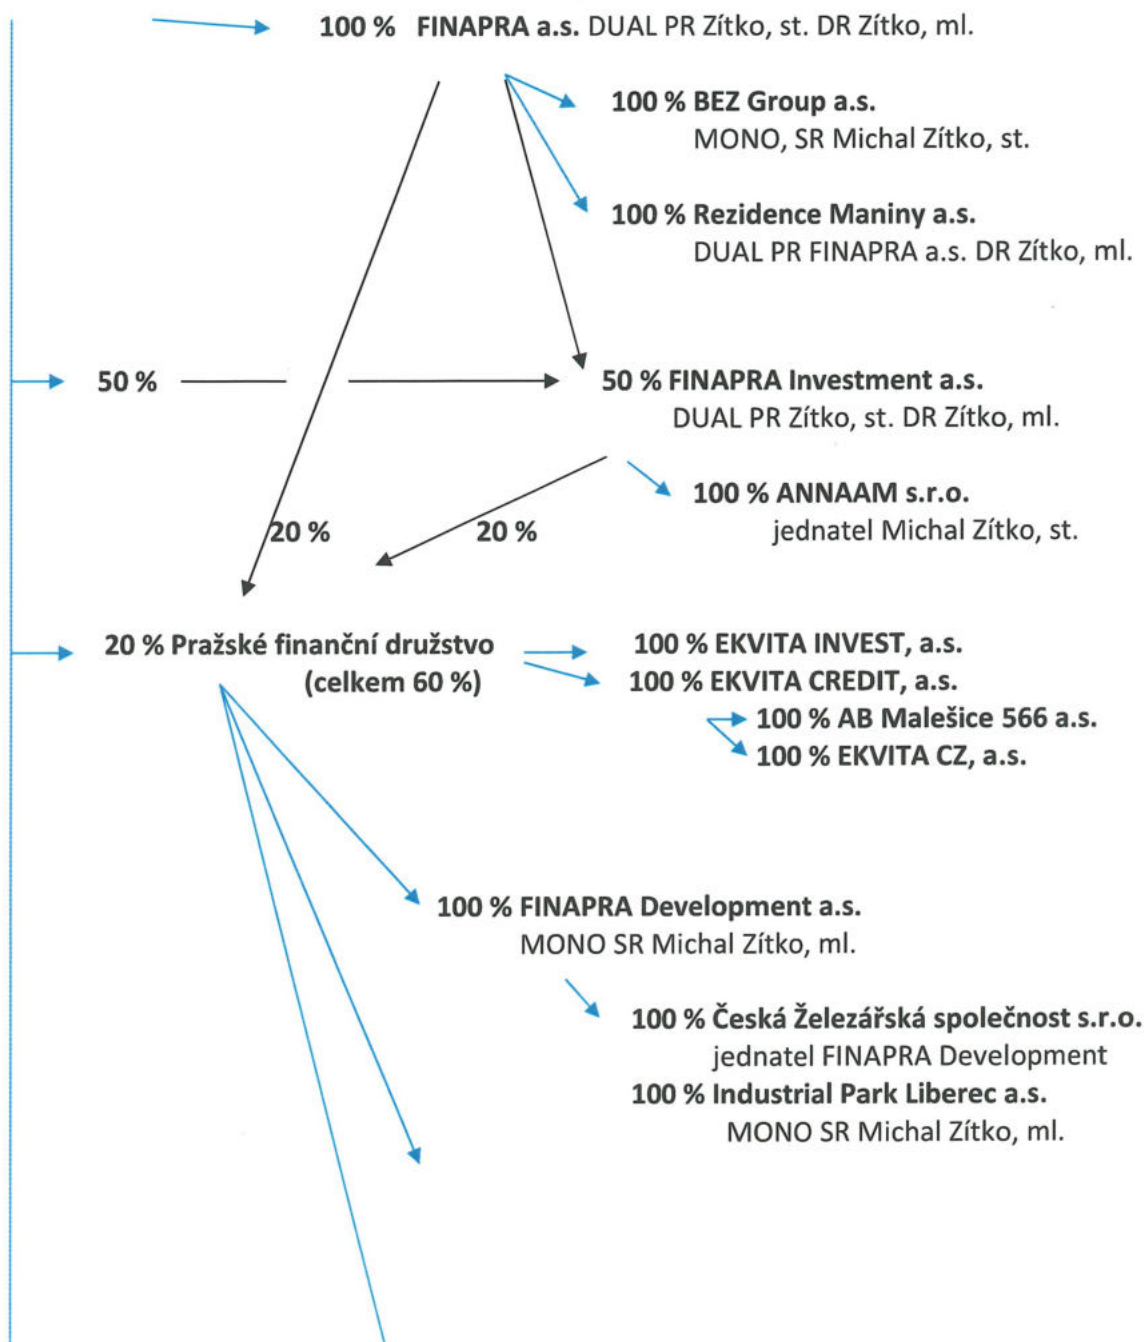 100 % FINAPRA a.s. DUAL PR Zítko, st. DR Zítko, ml.
100 % BEZ Group a.s.
MONO, SR Michal Zítko, st.
100 % Rezidence Maniny a.s.
DUAL PR FINAPRA a.s. DR Zítko, ml.
50 %
50 % FINAPRA Investment a.s.
DUAL PR Zítko, st. DR Zítko, ml.
100 % ANNAAM s.r.o.
jednatel Michal Zítko, st.
20 %
20 %
20 % Pražské finanční družstvo
(celkem 60 %)
100 % EKVITA INVEST, a.s.
100 % EKVITA CREDIT, a.s.
100 % AB Malešice 566 a.s.
100 % EKVITA CZ, a.s.
100 % FINAPRA Development a.s.
MONO SR Michal Zítko, ml.
100 % Česká Železářská společnost s.r.o.
jednatel FINAPRA Development
100 % Industrial Park Liberec a.s.
MONO SR Michal Zítko, ml.